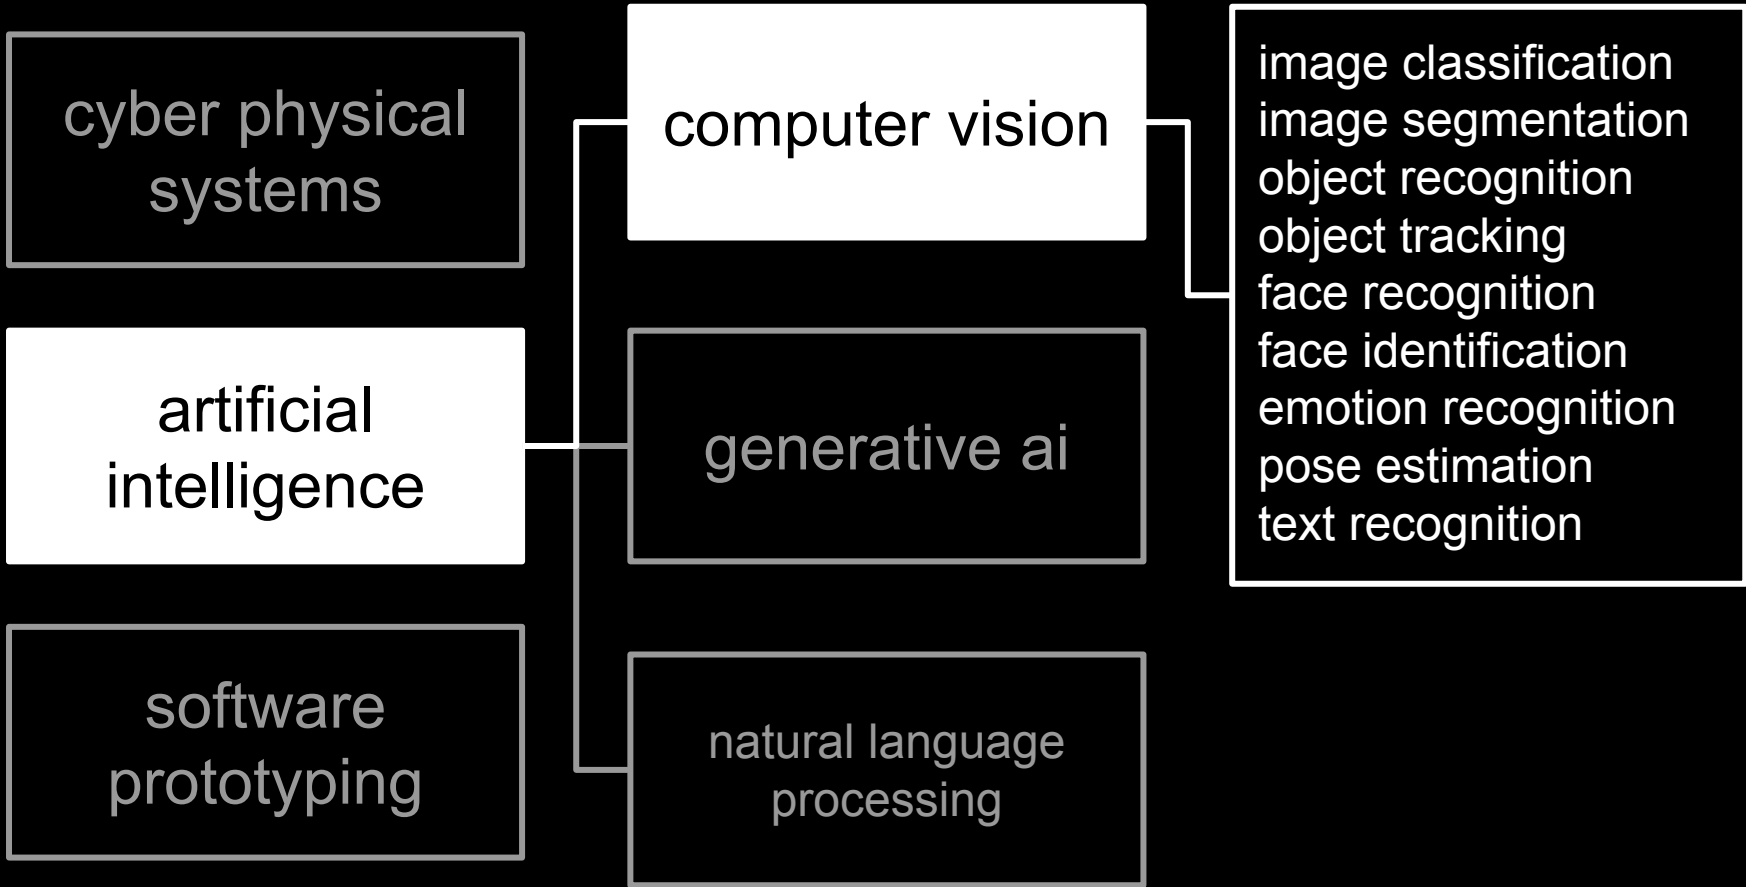 cyber physical
systems
artificial
intelligence
software
prototyping
computer vision
generative ai
natural language
processing
image classification
image segmentation
object recognition
object tracking
face recognition
face identification
emotion recognition
pose estimation
text recognition